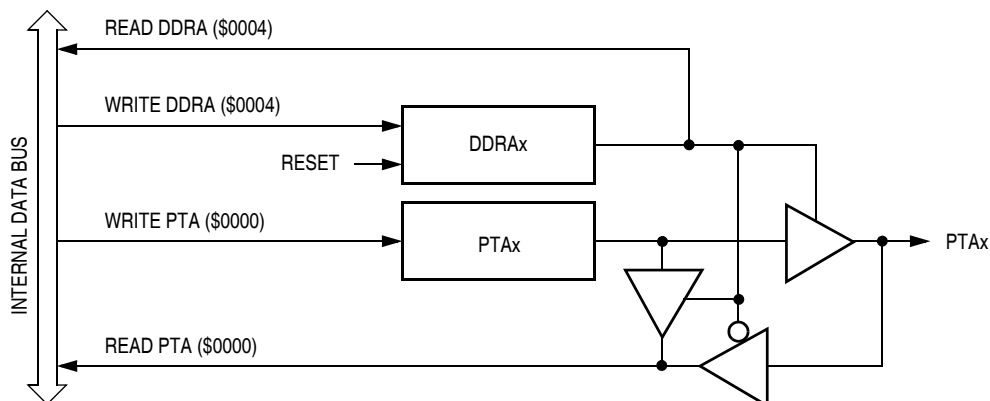 READ DDRA ($0004)
WRITE DDRA ($0004)
DDRAx
RESET
INTERNAL DATA BUS
WRITE PTA ($0000)
PTAx
PTAx
READ PTA ($0000)